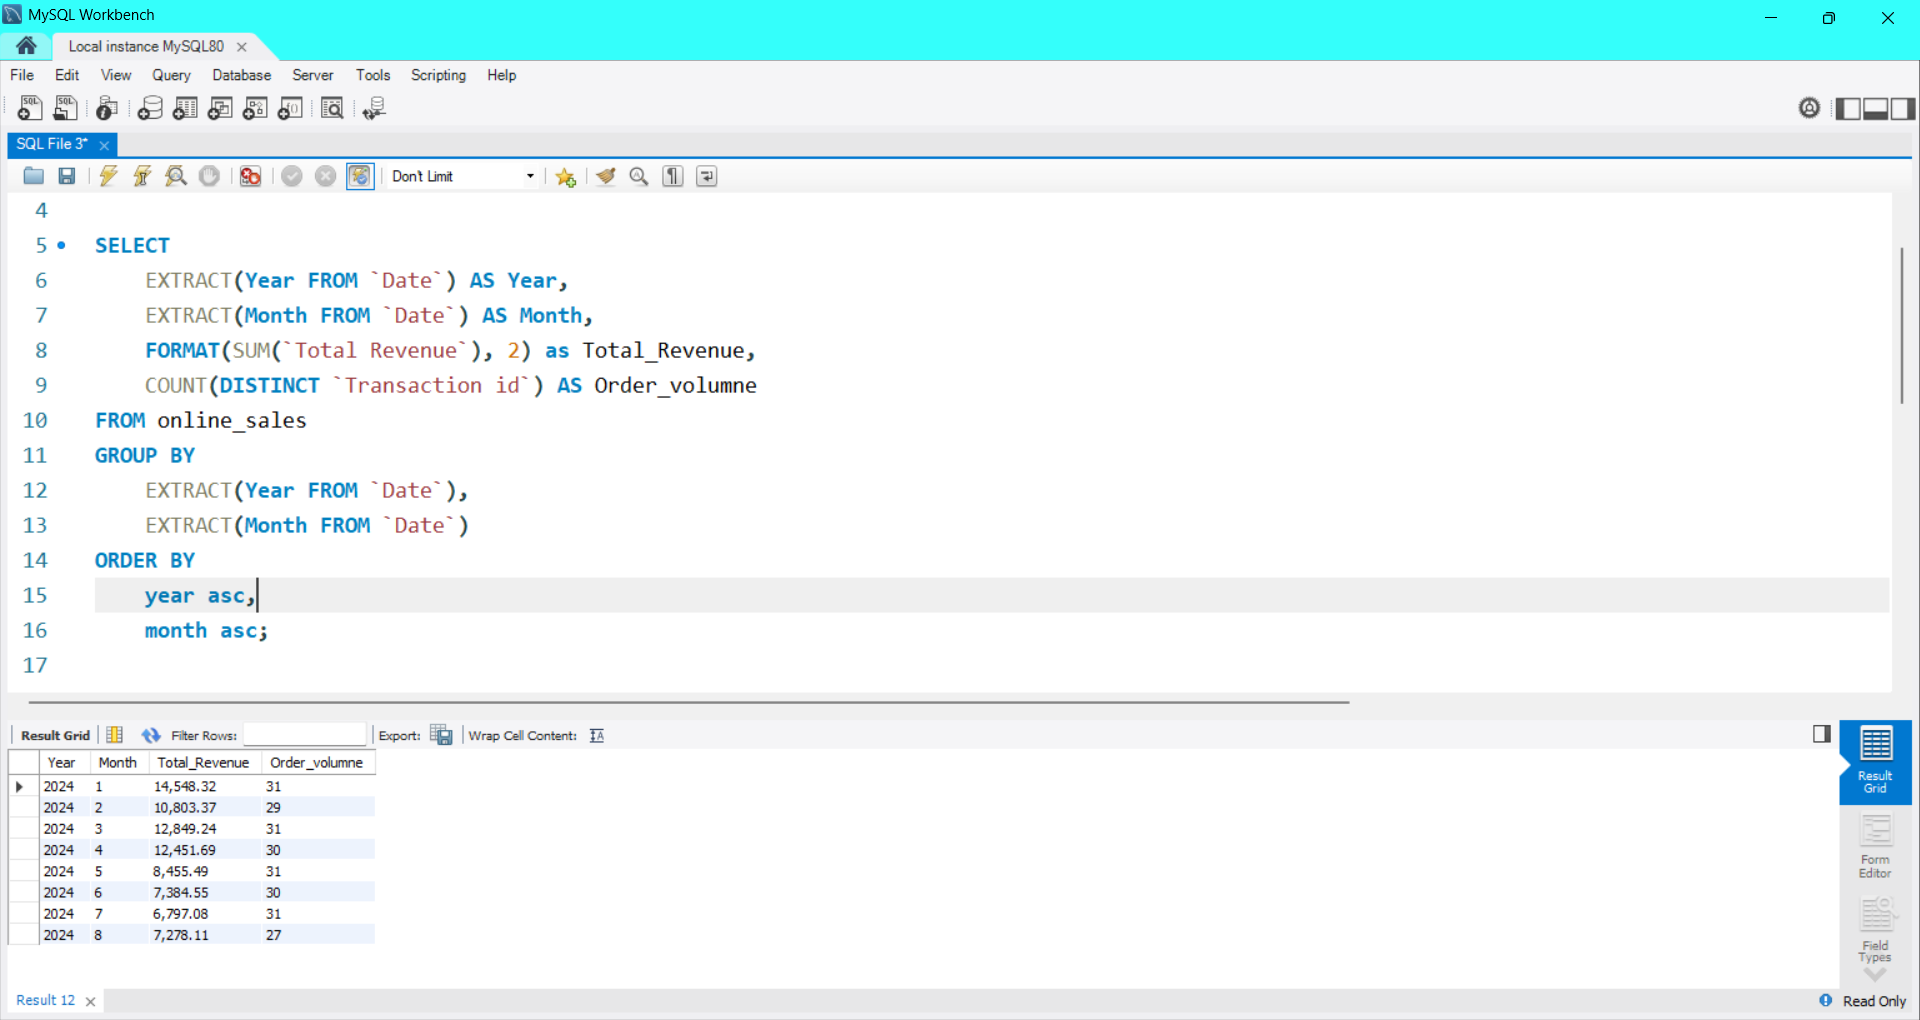 MySQL Workbench
Local instance MySQL80
File Edit View Query Database Server Tools Scripting Help
SQL File 3*
Don't Limit
4
5 SELECT
6 EXTRACT(Year FROM `Date`) AS Year,
7 EXTRACT(Month FROM `Date`) AS Month,
8 FORMAT(SUM(`Total Revenue`), 2) as Total_Revenue,
9 COUNT(DISTINCT `Transaction id`) AS Order_volumne
10 FROM online_sales
11 GROUP BY
12 EXTRACT(Year FROM `Date`),
13 EXTRACT(Month FROM `Date`)
14 ORDER BY
15 year asc,
16 month asc;
17
Result Grid Filter Rows: Export: Wrap Cell Content:
Year Month Total_Revenue Order_volumne
2024 1 14,548.32 31
2024 2 10,803.37 29
2024 3 12,849.24 31
2024 4 12,451.69 30
2024 5 8,455.49 31
2024 6 7,384.55 30
2024 7 6,797.08 31
2024 8 7,278.11 27
Result
Grid
Form
Editor
Field
Types
Result 12
Read Only